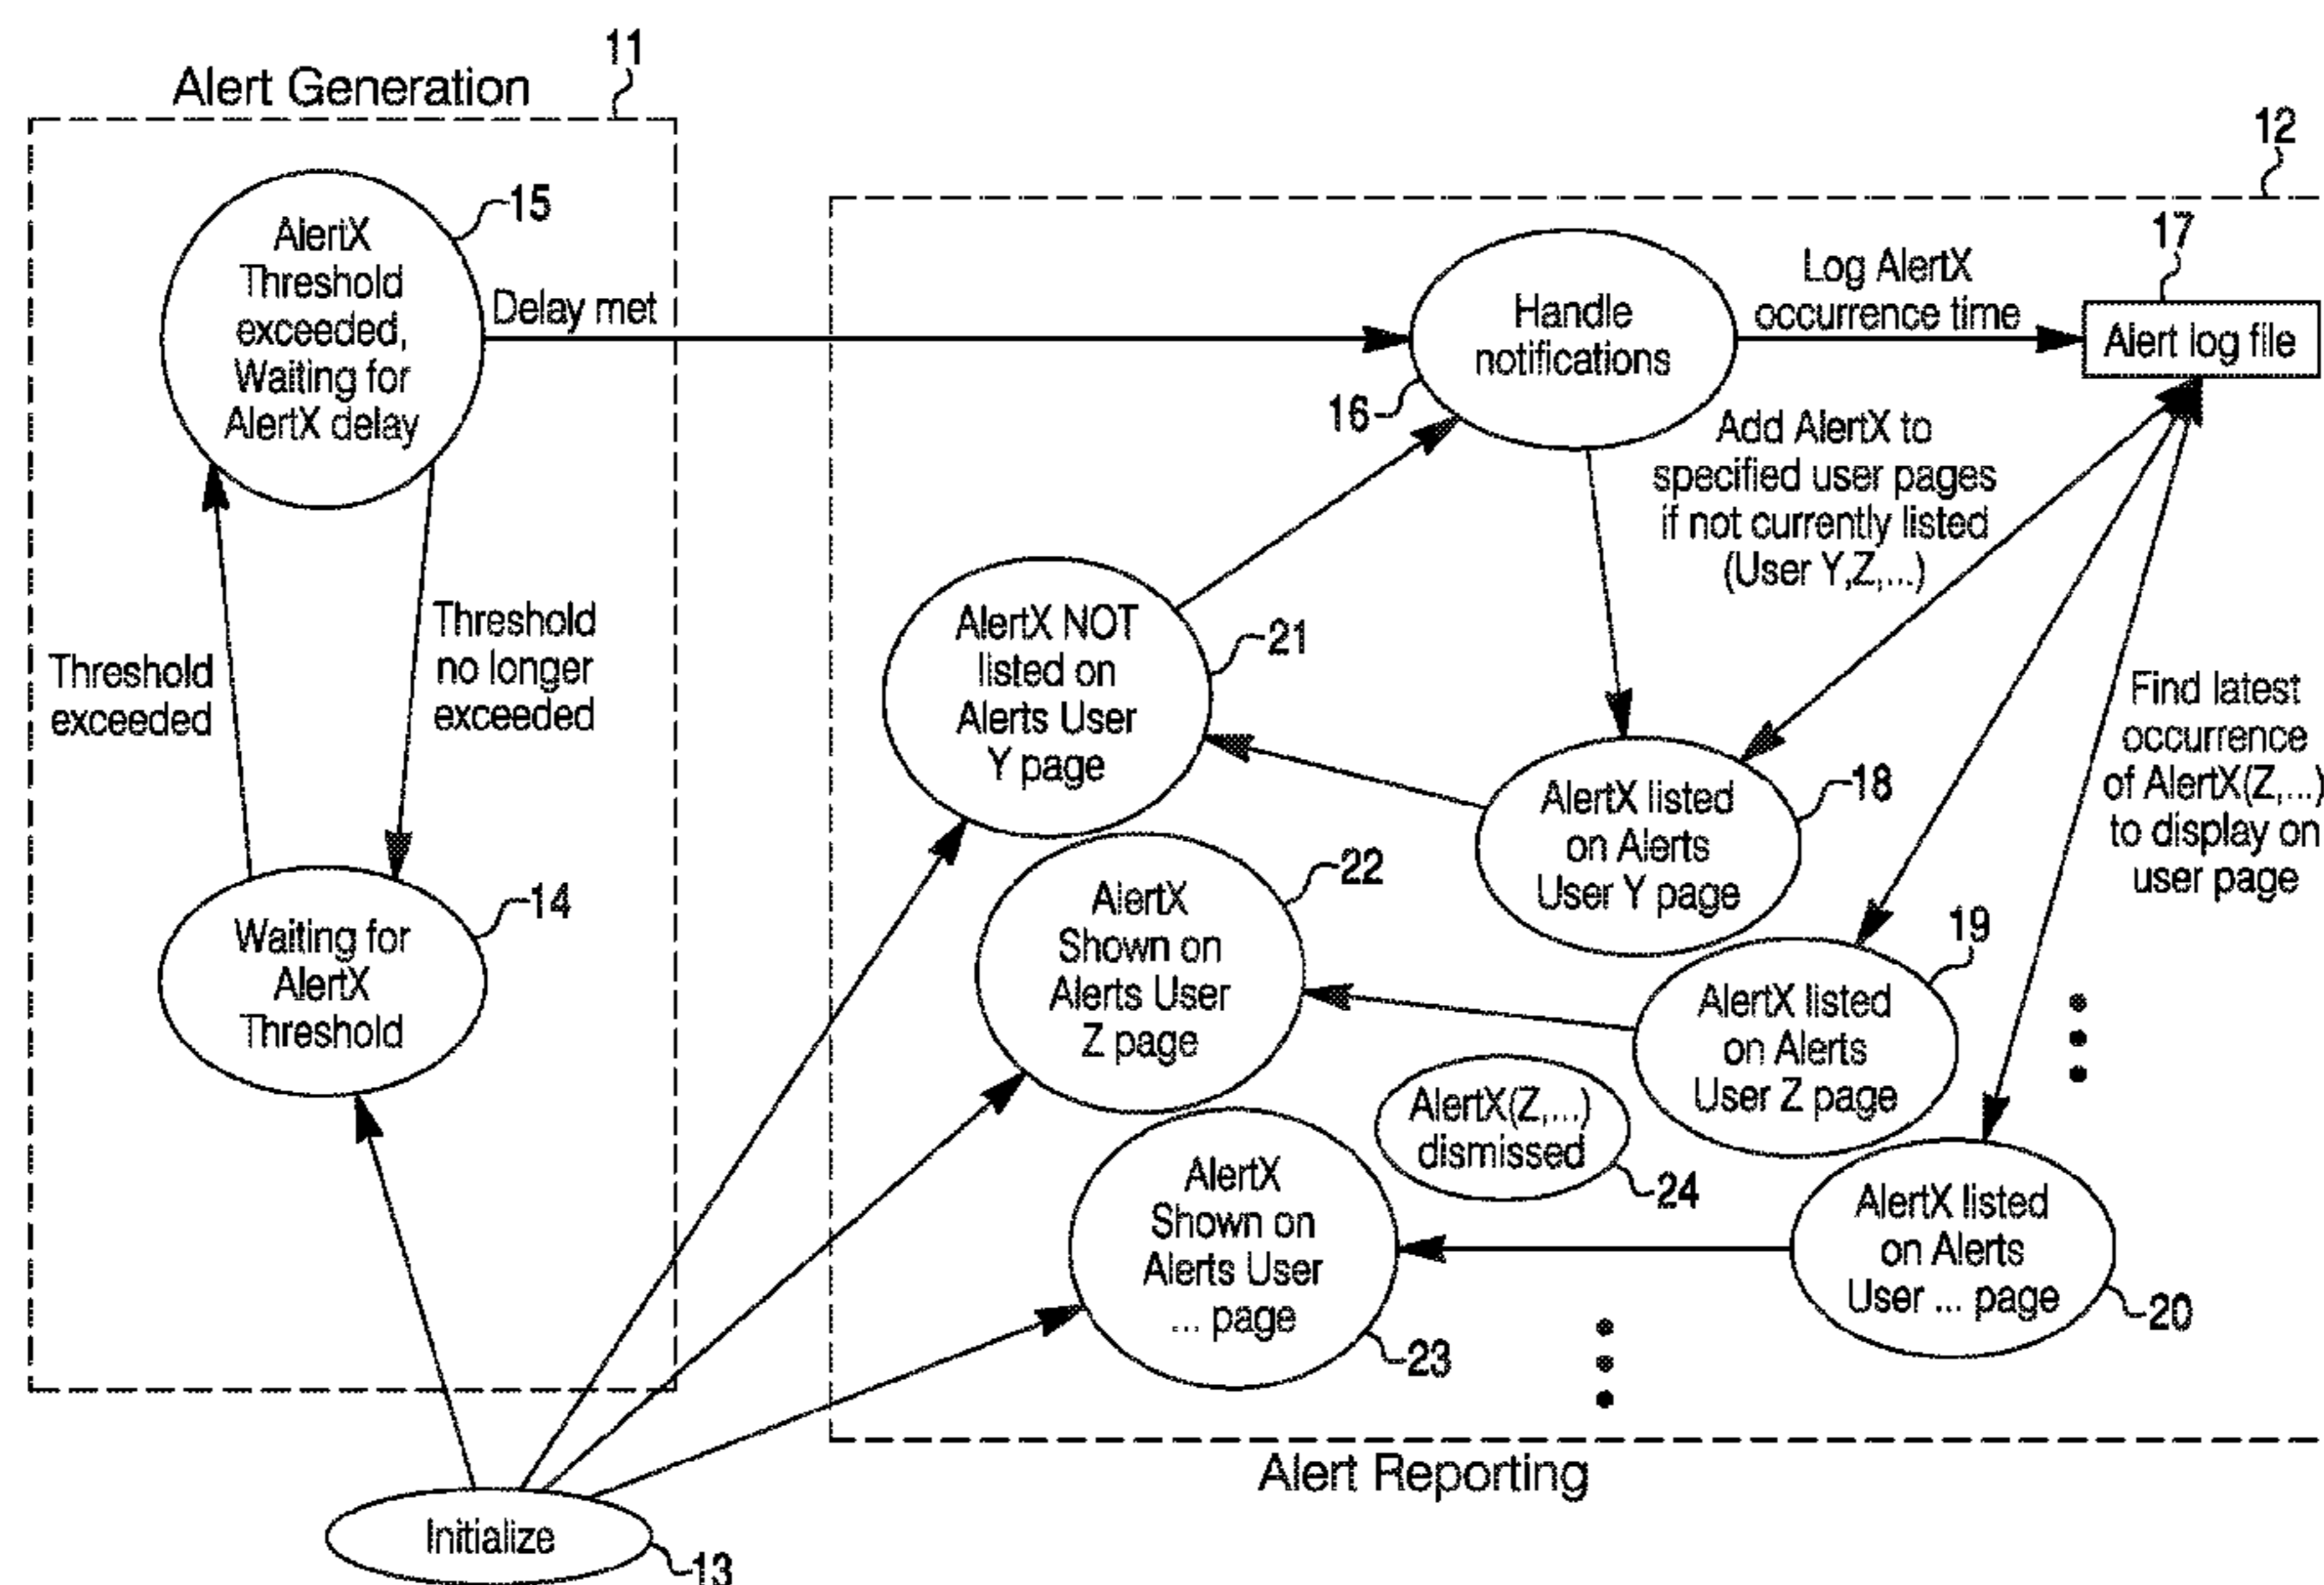 11
Alert Generation
12
15
AlertX
Threshold
exceeded,
Waiting for
AlertX delay
Delay met
Handle
notifications
16
Log AlertX
occurrence time
17
Alert log file
Add AlertX to
specified user pages
if not currently listed
(User Y,Z,...)
Threshold
exceeded
Threshold
no longer
exceeded
AlertX NOT
listed on
Alerts User
Y page
21
AlertX listed
on Alerts
User Y page
18
Find latest
occurrence
of AlertX(Z,...)
to display on
user page
Waiting for
AlertX
Threshold
14
AlertX
Shown on
Alerts User
Z page
22
AlertX listed
on Alerts
User Z page
19
AlertX(Z,...)
dismissed
24
AlertX
Shown on
Alerts User
... page
23
AlertX listed
on Alerts
User ... page
20
Alert Reporting
Initialize
13